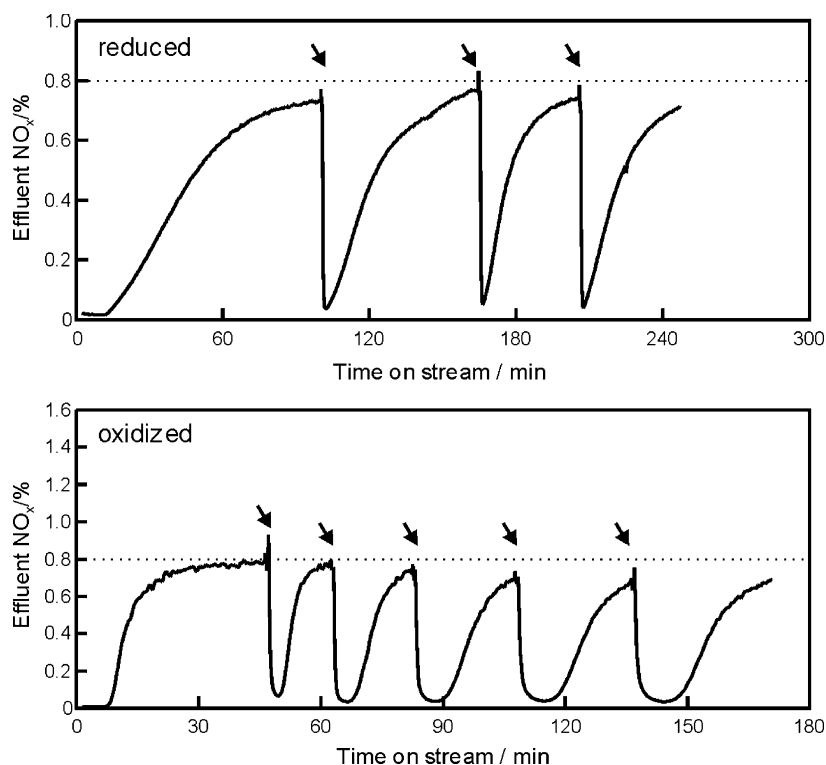 reduced
1.0
0.8
0.6
0.4
0.2
0
Effluent NOx/%
0 60 120 180 240 300
Time on stream / min
oxidized
1.6
1.4
1.2
1.0
0.8
0.6
0.4
0.2
0
Effluent NOx/%
0 30 60 90 120 150 180
Time on stream / min